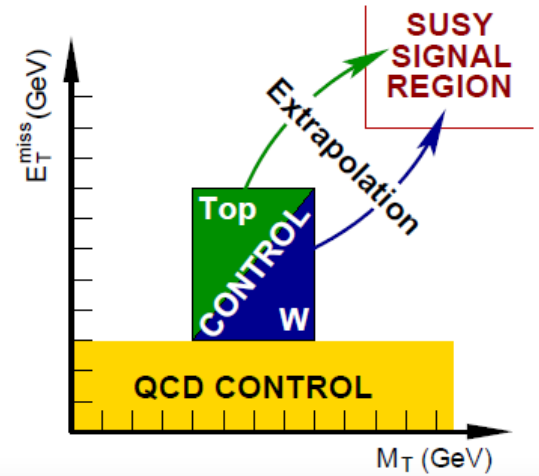 SUSY
SIGNAL
REGION
E_T^miss (GeV)
Extrapolation
Top
CONTROL
W
QCD CONTROL
M_T (GeV)